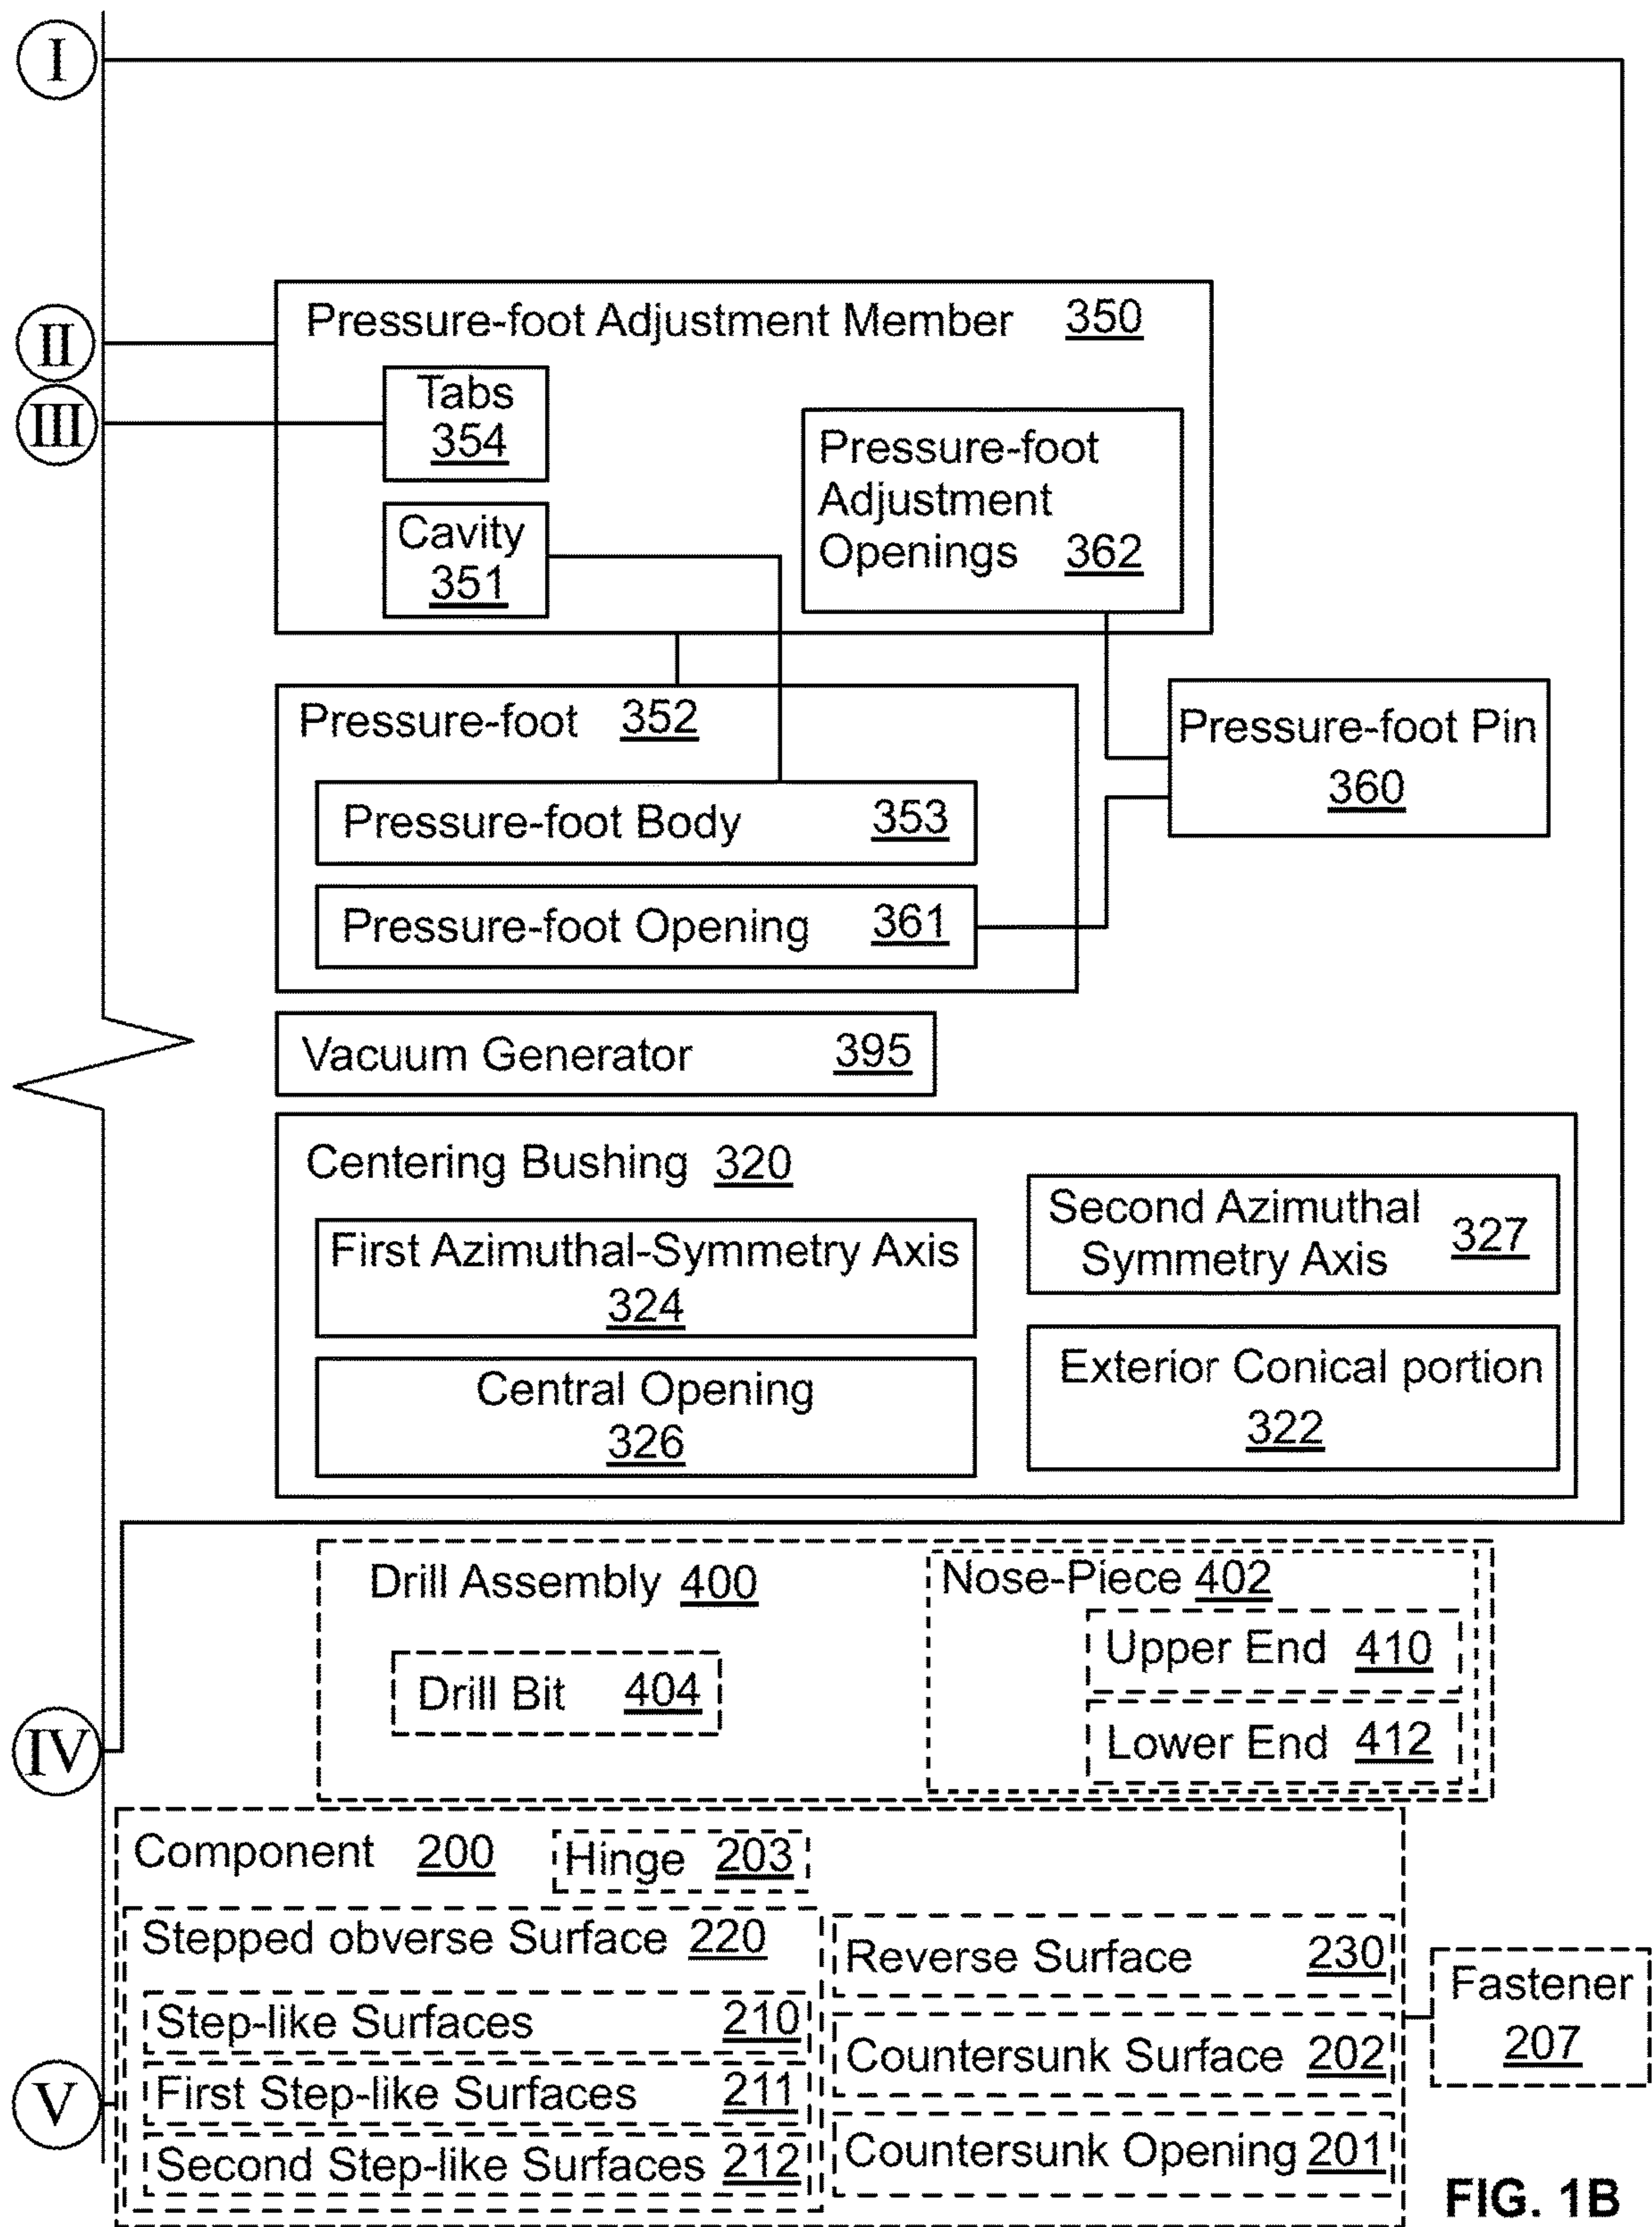 I
II
Pressure-foot Adjustment Member 350
III
Tabs
354
Cavity
351
Pressure-foot
Adjustment
Openings 362
Pressure-foot 352
Pressure-foot Body 353
Pressure-foot Opening 361
Pressure-foot Pin
360
Vacuum Generator 395
Centering Bushing 320
First Azimuthal-Symmetry Axis
324
Central Opening
326
Second Azimuthal
Symmetry Axis 327
Exterior Conical portion
322
Drill Assembly 400
Drill Bit 404
Nose-Piece 402
Upper End 410
Lower End 412
IV
Component 200
Hinge 203
Stepped obverse Surface 220
Step-like Surfaces 210
First Step-like Surfaces 211
Second Step-like Surfaces 212
Reverse Surface 230
Countersunk Surface 202
Countersunk Opening 201
Fastener
207
V
FIG. 1B